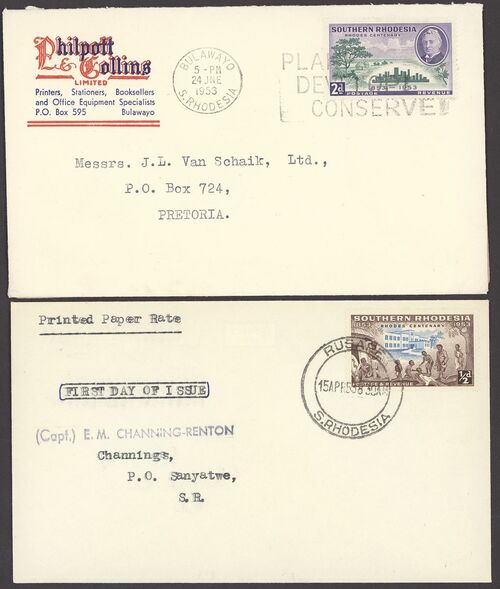 Philpott
& Collins
LIMITED
Printers, Stationers, Booksellers
and Office Equipment Specialists
P.O. Box 595 Bulawayo
BULAWAYO
5 - PM
24 JNE
1953
S. RHODESIA
PLA
DEV
CONSERVE
SOUTHERN RHODESIA
RHODES CENTENARY
1853 - 1953
2d
POSTAGE REVENUE
Messrs. J.L. Van Schaik, Ltd.,
P.O. Box 724,
PRETORIA.
Printed Paper Rate
FIRST DAY OF ISSUE
(Capt.) E. M. CHANNING-RENTON
Channings,
P.O. Sanyatwe,
S.R.
RUSAPE
15APR53
S. RHODESIA
SOUTHERN RHODESIA
1853 RHODES CENTENARY 1953
POSTAGE & REVENUE
½d